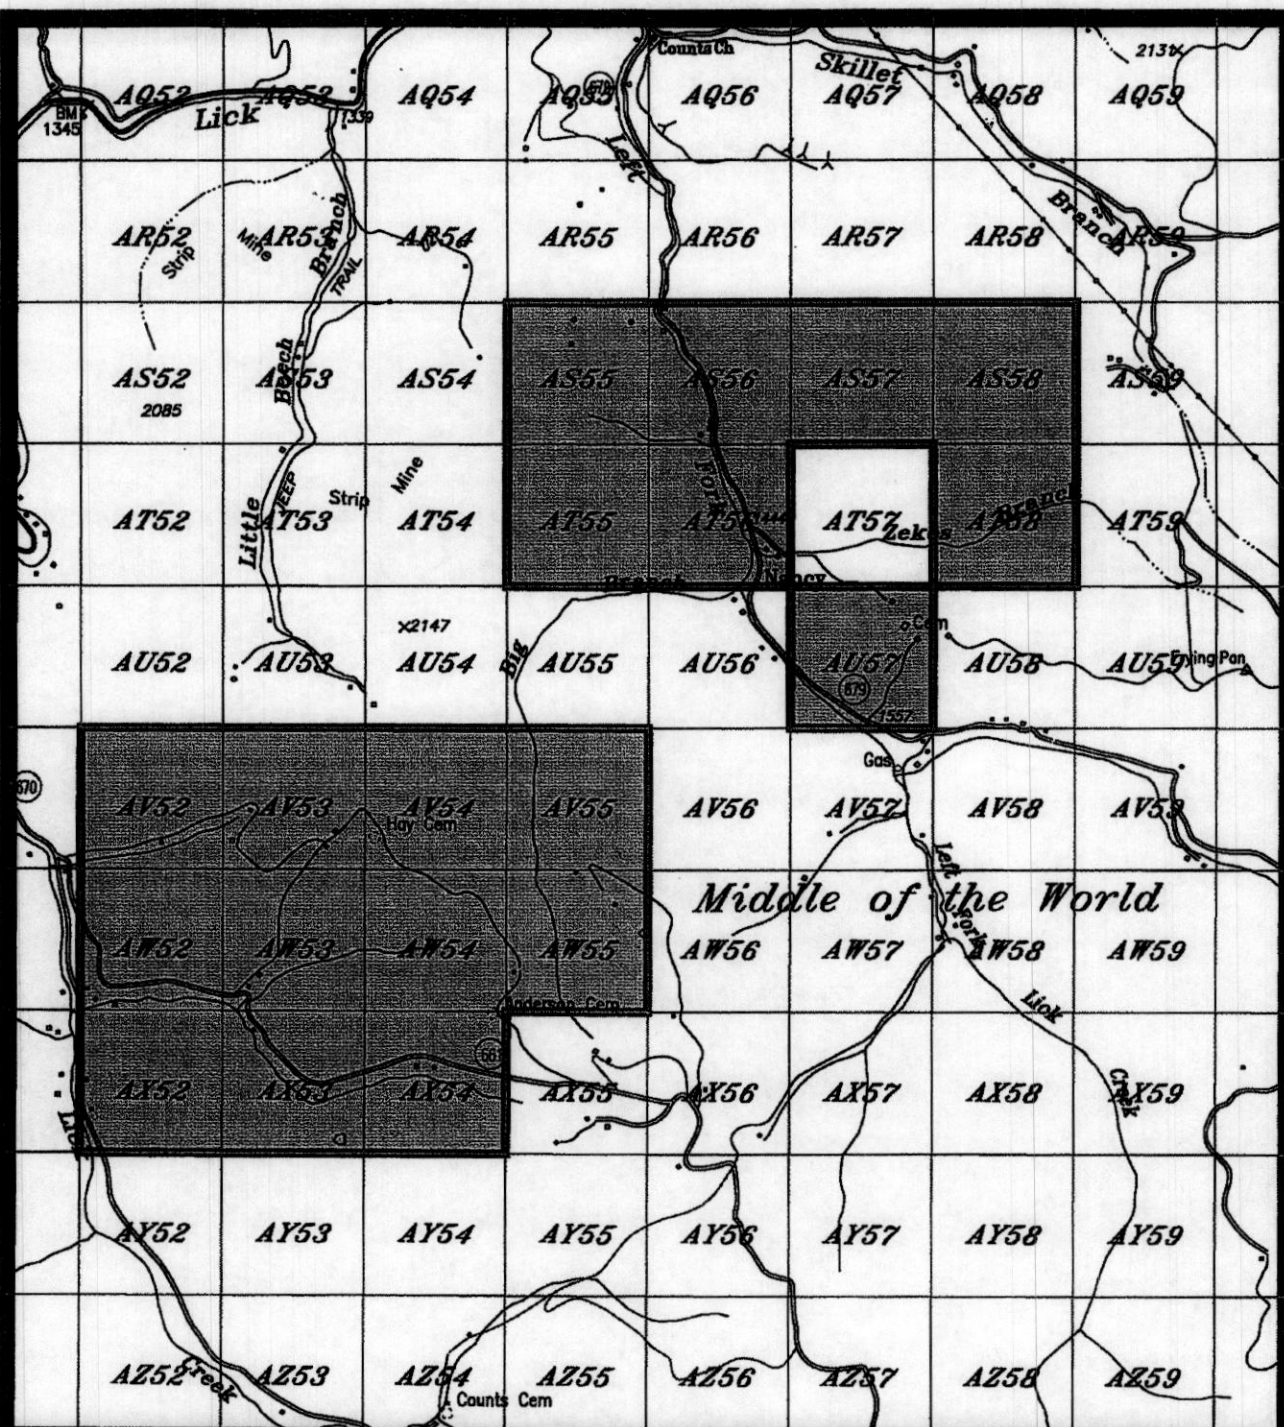 Counts Ch
2131
Skillet
AQ52 AQ53 AQ54 AQ55 AQ56 AQ57 AQ58 AQ59
BM
1345
Lick
1339
Left
AR52 AR53 AR54 AR55 AR56 AR57 AR58 AR59
Strip
Mine
Branch
TRAIL
Branch
AS52 AS53 AS54 AS55 AS56 AS57 AS58 AS59
2085
Beech
Strip
Mine
Fork
Branch
AT52 AT53 AT54 AT55 AT56 AT57 AT58 AT59
Little
JEEP
Zekes
Branch
Nancy
Cem
2147
AU52 AU53 AU54 AU55 AU56 AU57 AU58 AU59
Big
Frying Pan
679
1557
Gas
670
AV52 AV53 AV54 AV55 AV56 AV57 AV58 AV59
Hay Cem
Left
Middle of the World
Fork
AW52 AW53 AW54 AW55 AW56 AW57 AW58 AW59
Anderson Cem
Lick
AX52 AX53 AX54 AX55 AX56 AX57 AX58 AX59
Creek
Lick
AY52 AY53 AY54 AY55 AY56 AY57 AY58 AY59
AZ52 AZ53 AZ54 AZ55 AZ56 AZ57 AZ58 AZ59
Creek
Counts Cem